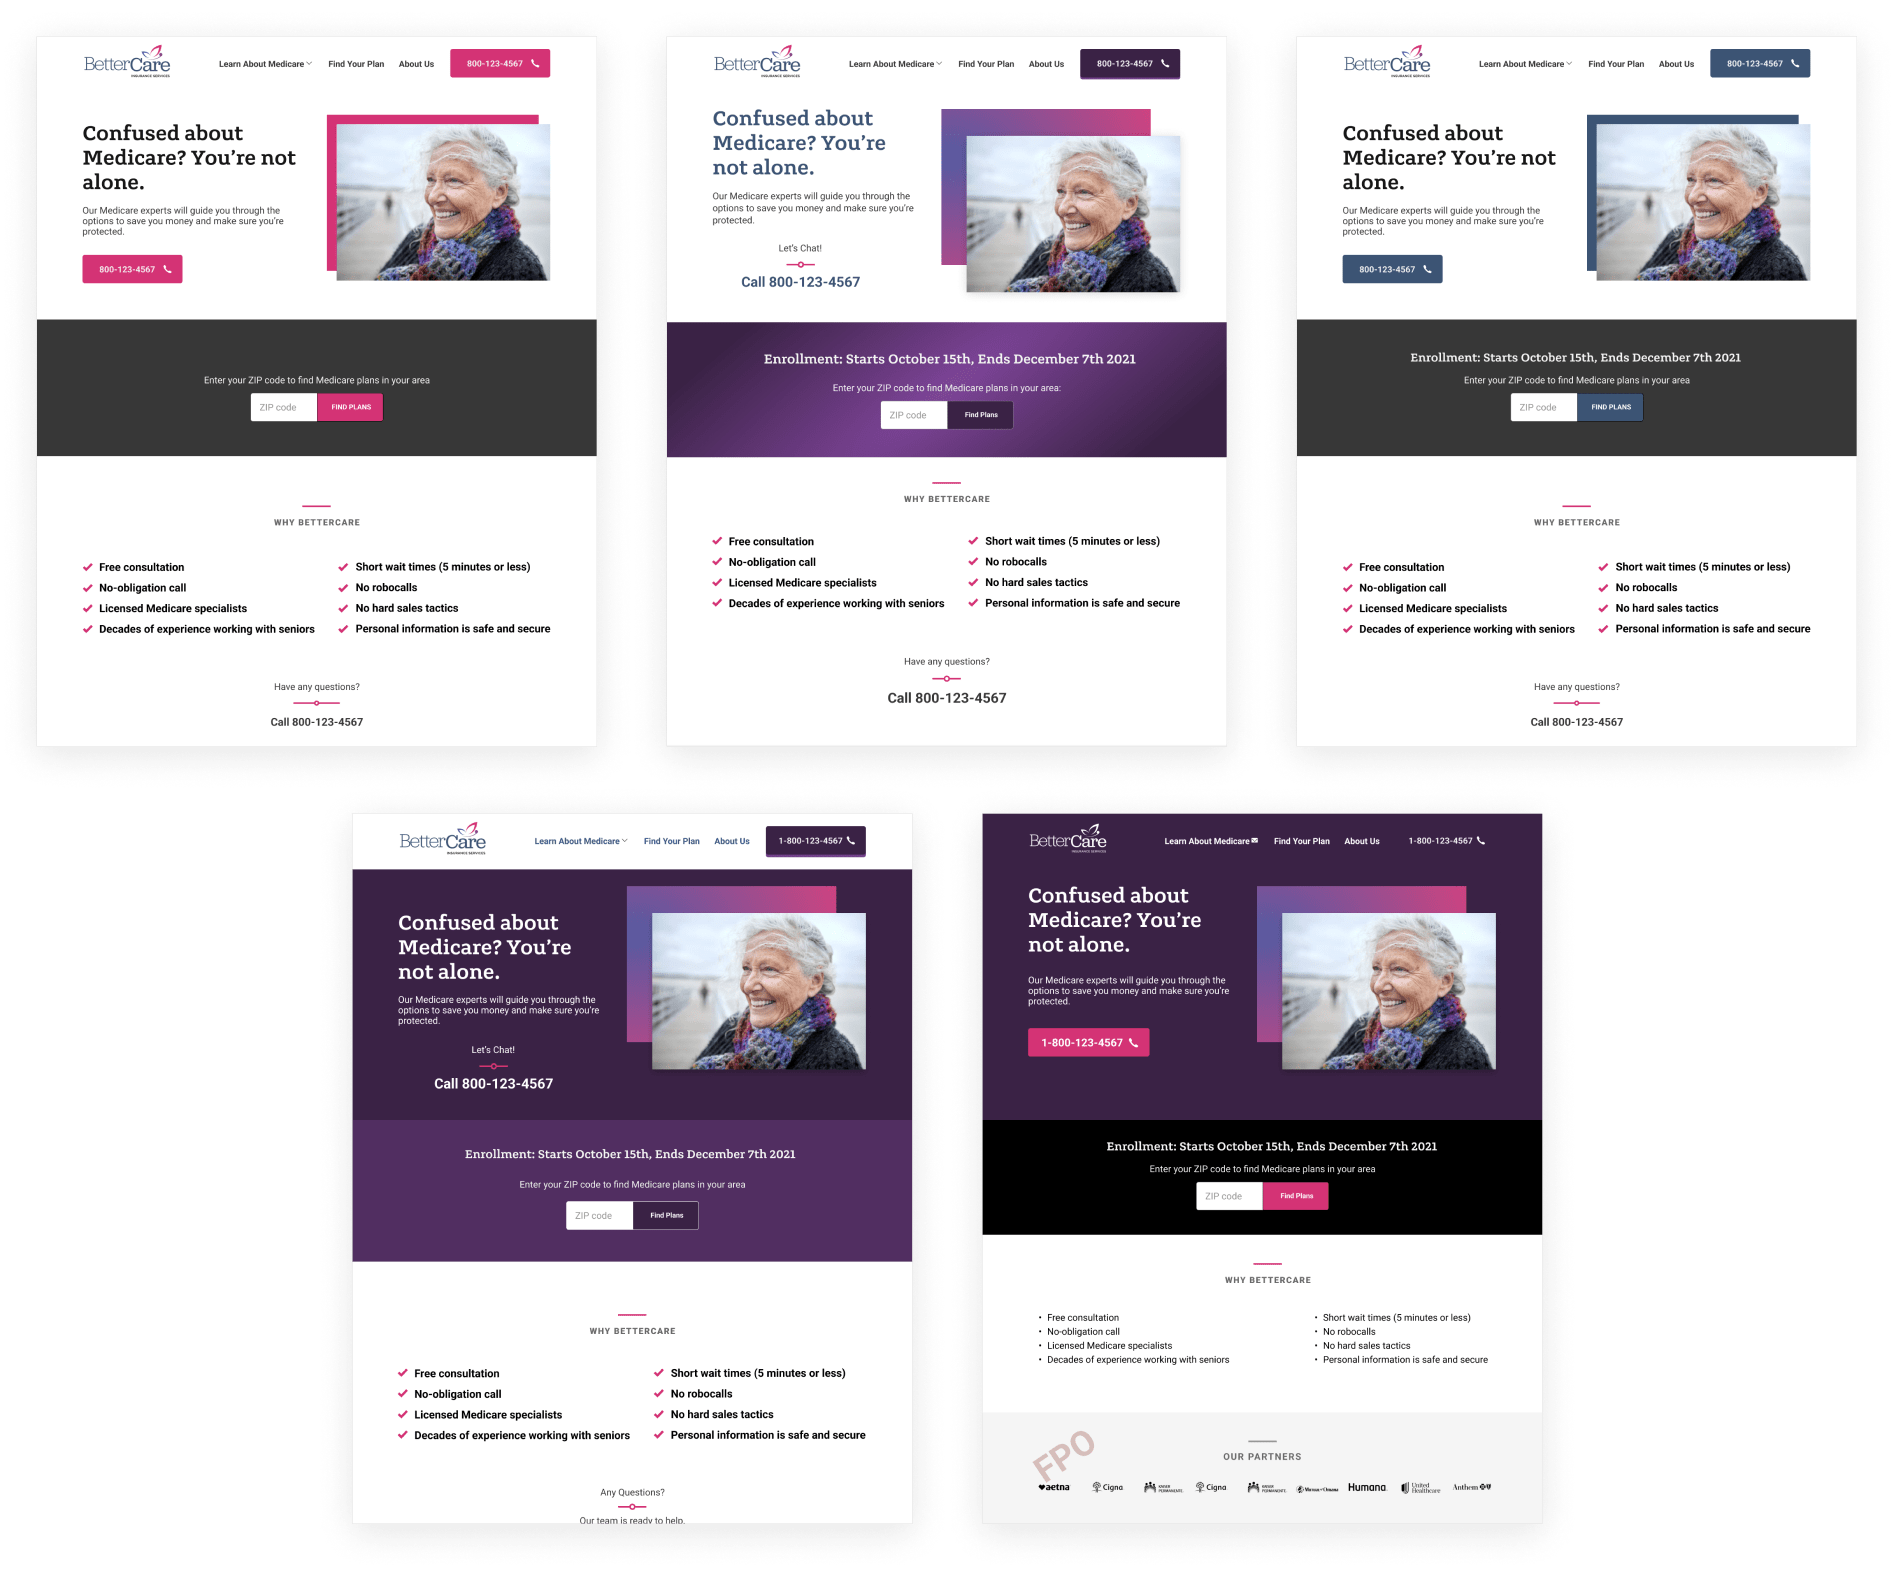 BetterCare
INSURANCE SERVICES
Learn About Medicare
Find Your Plan
About Us
800-123-4567
Confused about
Medicare? You're not
alone.
Our Medicare experts will guide you through the
options to save you money and make sure you're
protected.
800-123-4567
Enter your ZIP code to find Medicare plans in your area
ZIP code
FIND PLANS
WHY BETTERCARE
Free consultation
No-obligation call
Licensed Medicare specialists
Decades of experience working with seniors
Short wait times (5 minutes or less)
No robocalls
No hard sales tactics
Personal information is safe and secure
Have any questions?
Call 800-123-4567
BetterCare
INSURANCE SERVICES
Learn About Medicare
Find Your Plan
About Us
800-123-4567
Confused about
Medicare? You're
not alone.
Our Medicare experts will guide you through the
options to save you money and make sure you're
protected.
Let's Chat!
Call 800-123-4567
Enrollment: Starts October 15th, Ends December 7th 2021
Enter your ZIP code to find Medicare plans in your area:
ZIP code
Find Plans
WHY BETTERCARE
Free consultation
No-obligation call
Licensed Medicare specialists
Decades of experience working with seniors
Short wait times (5 minutes or less)
No robocalls
No hard sales tactics
Personal information is safe and secure
Have any questions?
Call 800-123-4567
BetterCare
INSURANCE SERVICES
Learn About Medicare
Find Your Plan
About Us
800-123-4567
Confused about
Medicare? You're not
alone.
Our Medicare experts will guide you through the
options to save you money and make sure you're
protected.
800-123-4567
Enrollment: Starts October 15th, Ends December 7th 2021
Enter your ZIP code to find Medicare plans in your area
ZIP code
FIND PLANS
WHY BETTERCARE
Free consultation
No-obligation call
Licensed Medicare specialists
Decades of experience working with seniors
Short wait times (5 minutes or less)
No robocalls
No hard sales tactics
Personal information is safe and secure
Have any questions?
Call 800-123-4567
BetterCare
INSURANCE SERVICES
Learn About Medicare
Find Your Plan
About Us
1-800-123-4567
Confused about
Medicare? You're
not alone.
Our Medicare experts will guide you through the
options to save you money and make sure you're
protected.
Let's Chat!
Call 800-123-4567
Enrollment: Starts October 15th, Ends December 7th 2021
Enter your ZIP code to find Medicare plans in your area
ZIP code
Find Plans
WHY BETTERCARE
Free consultation
No-obligation call
Licensed Medicare specialists
Decades of experience working with seniors
Short wait times (5 minutes or less)
No robocalls
No hard sales tactics
Personal information is safe and secure
Any Questions?
Our team is ready to help.
BetterCare
INSURANCE SERVICES
Learn About Medicare
Find Your Plan
About Us
1-800-123-4567
Confused about
Medicare? You're
not alone.
Our Medicare experts will guide you through the
options to save you money and make sure you're
protected.
1-800-123-4567
Enrollment: Starts October 15th, Ends December 7th 2021
Enter your ZIP code to find Medicare plans in your area
ZIP code
Find Plans
WHY BETTERCARE
• Free consultation
• No-obligation call
• Licensed Medicare specialists
• Decades of experience working with seniors
• Short wait times (5 minutes or less)
• No robocalls
• No hard sales tactics
• Personal information is safe and secure
FPO
OUR PARTNERS
aetna
Cigna
KAISER
PERMANENTE.
Cigna
KAISER
PERMANENTE.
Mutual of Omaha
Humana
United
Healthcare
Anthem